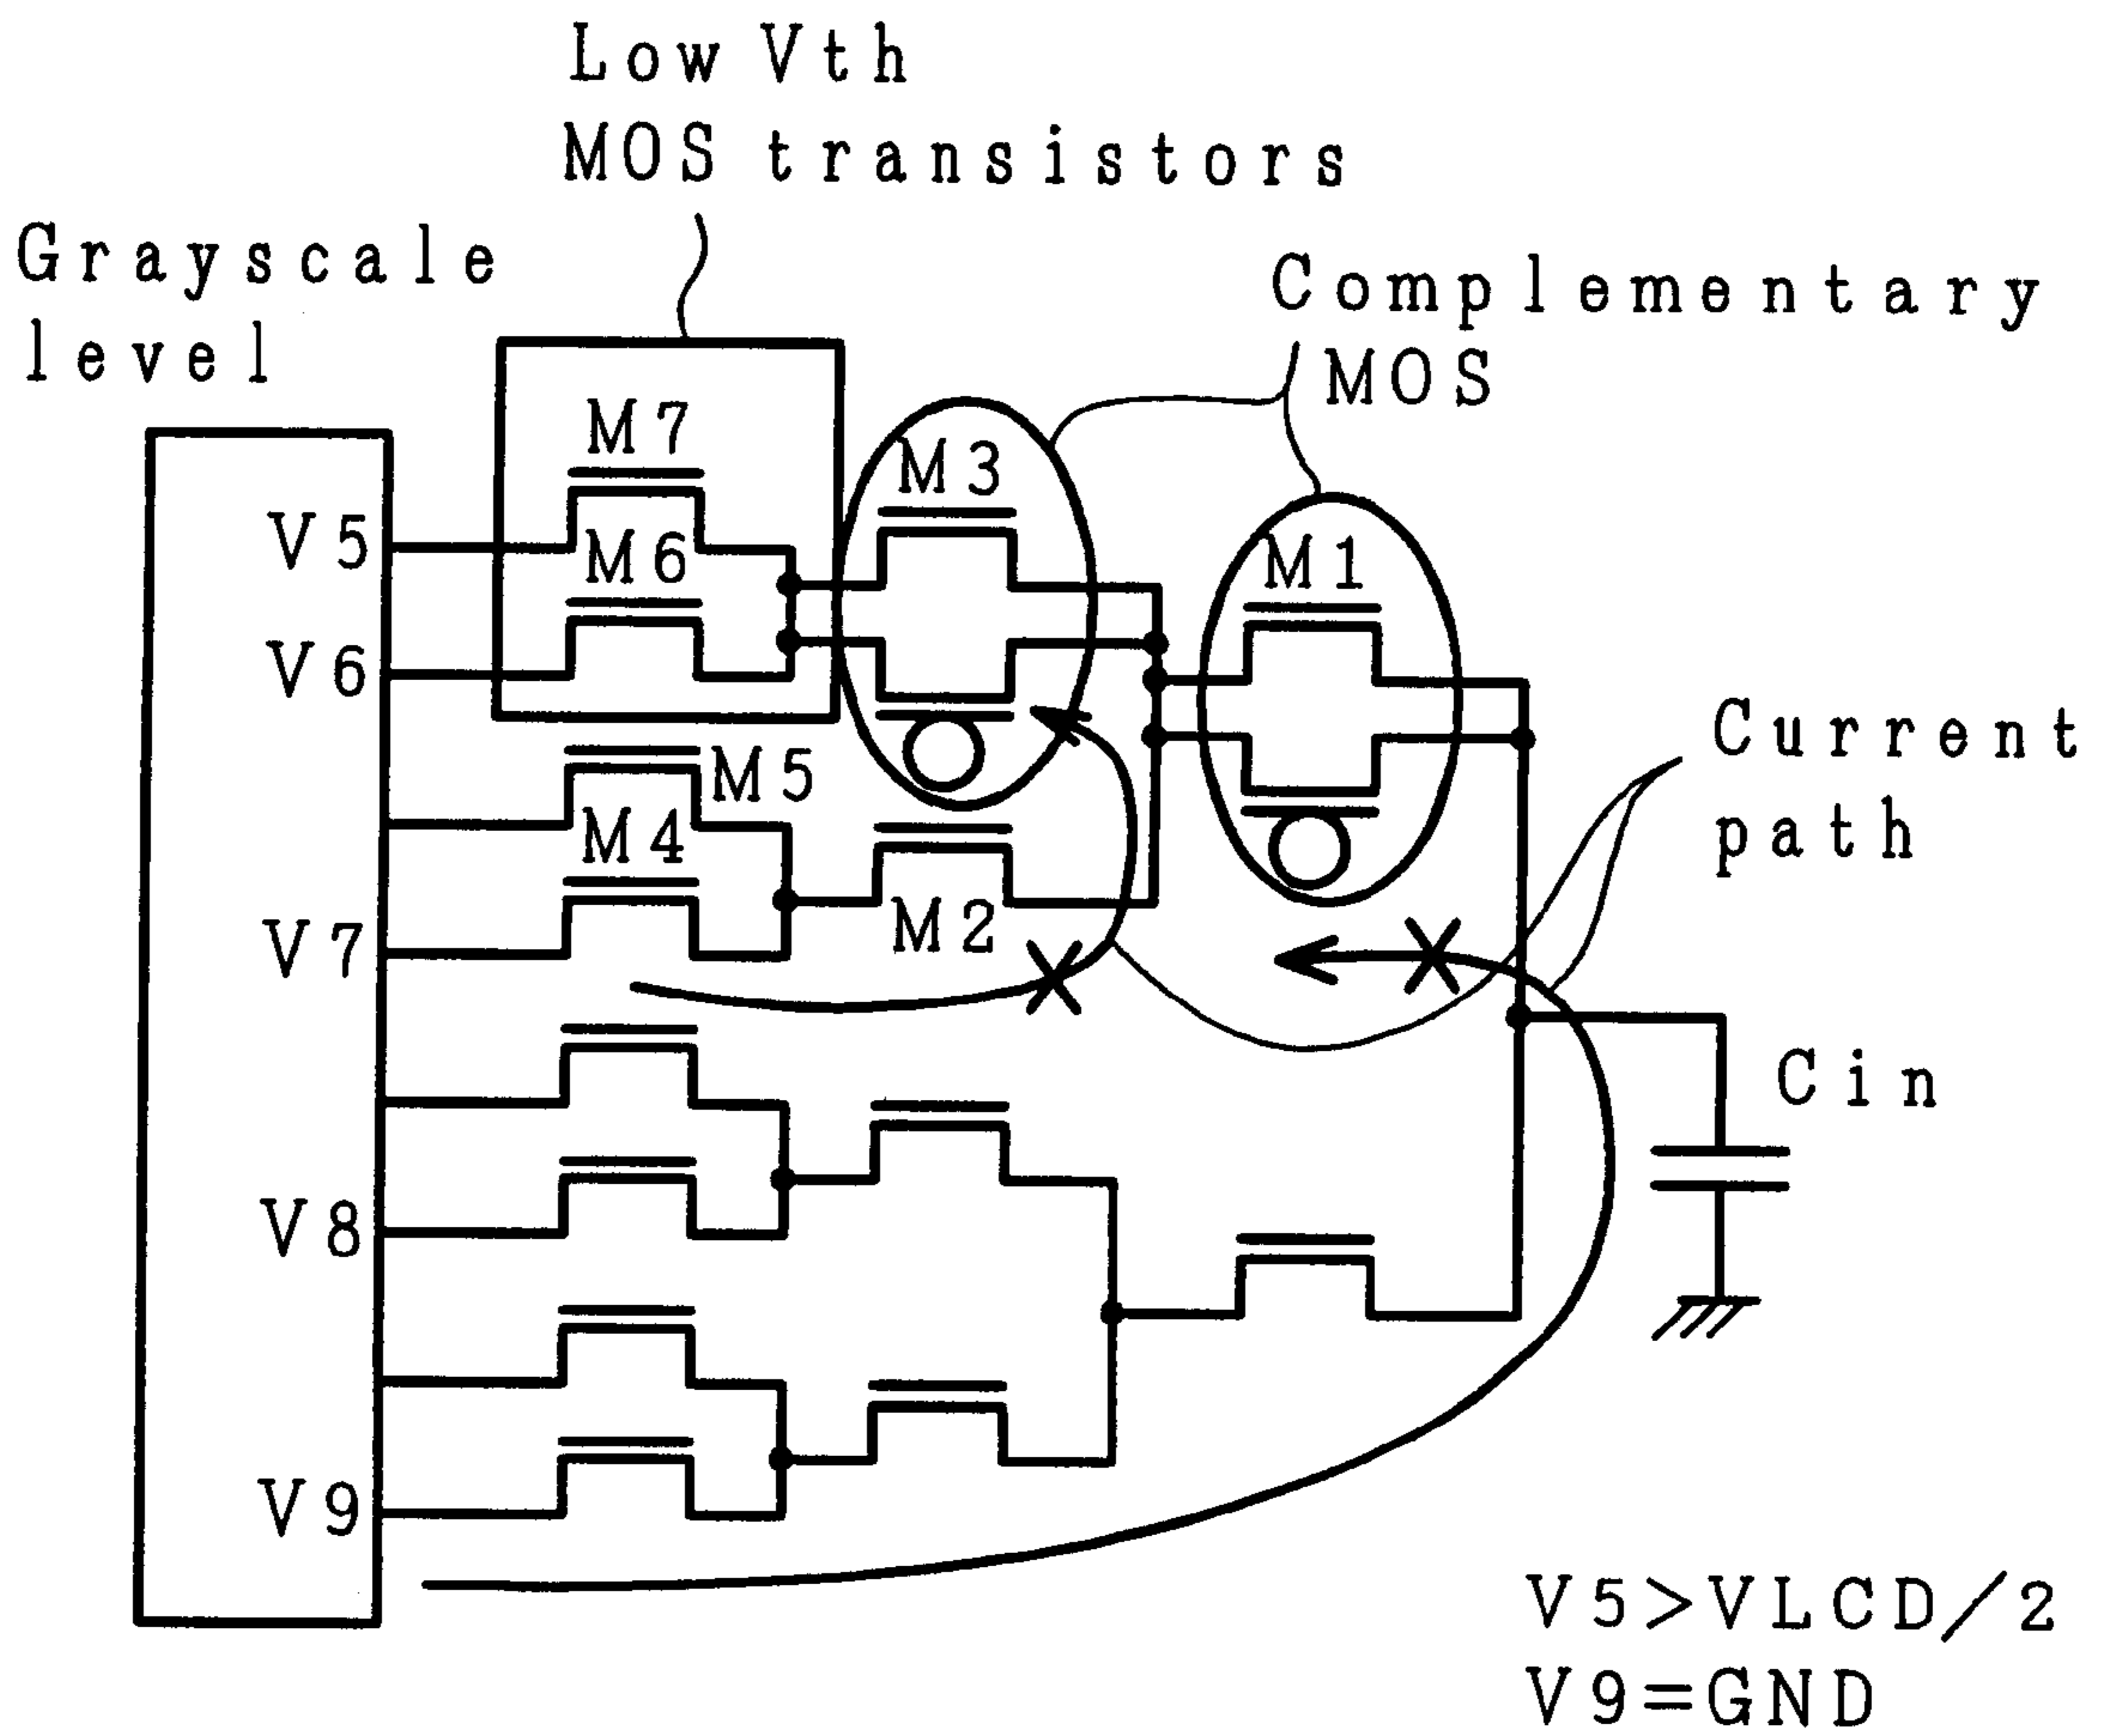 Low Vth
MOS transistors
Grayscale
level
Complementary
MOS
M7
M3
V5
M6
M1
V6
M5
M4
Current
path
M2
V7
Cin
V8
V9
V5>VLCD/2
V9=GND